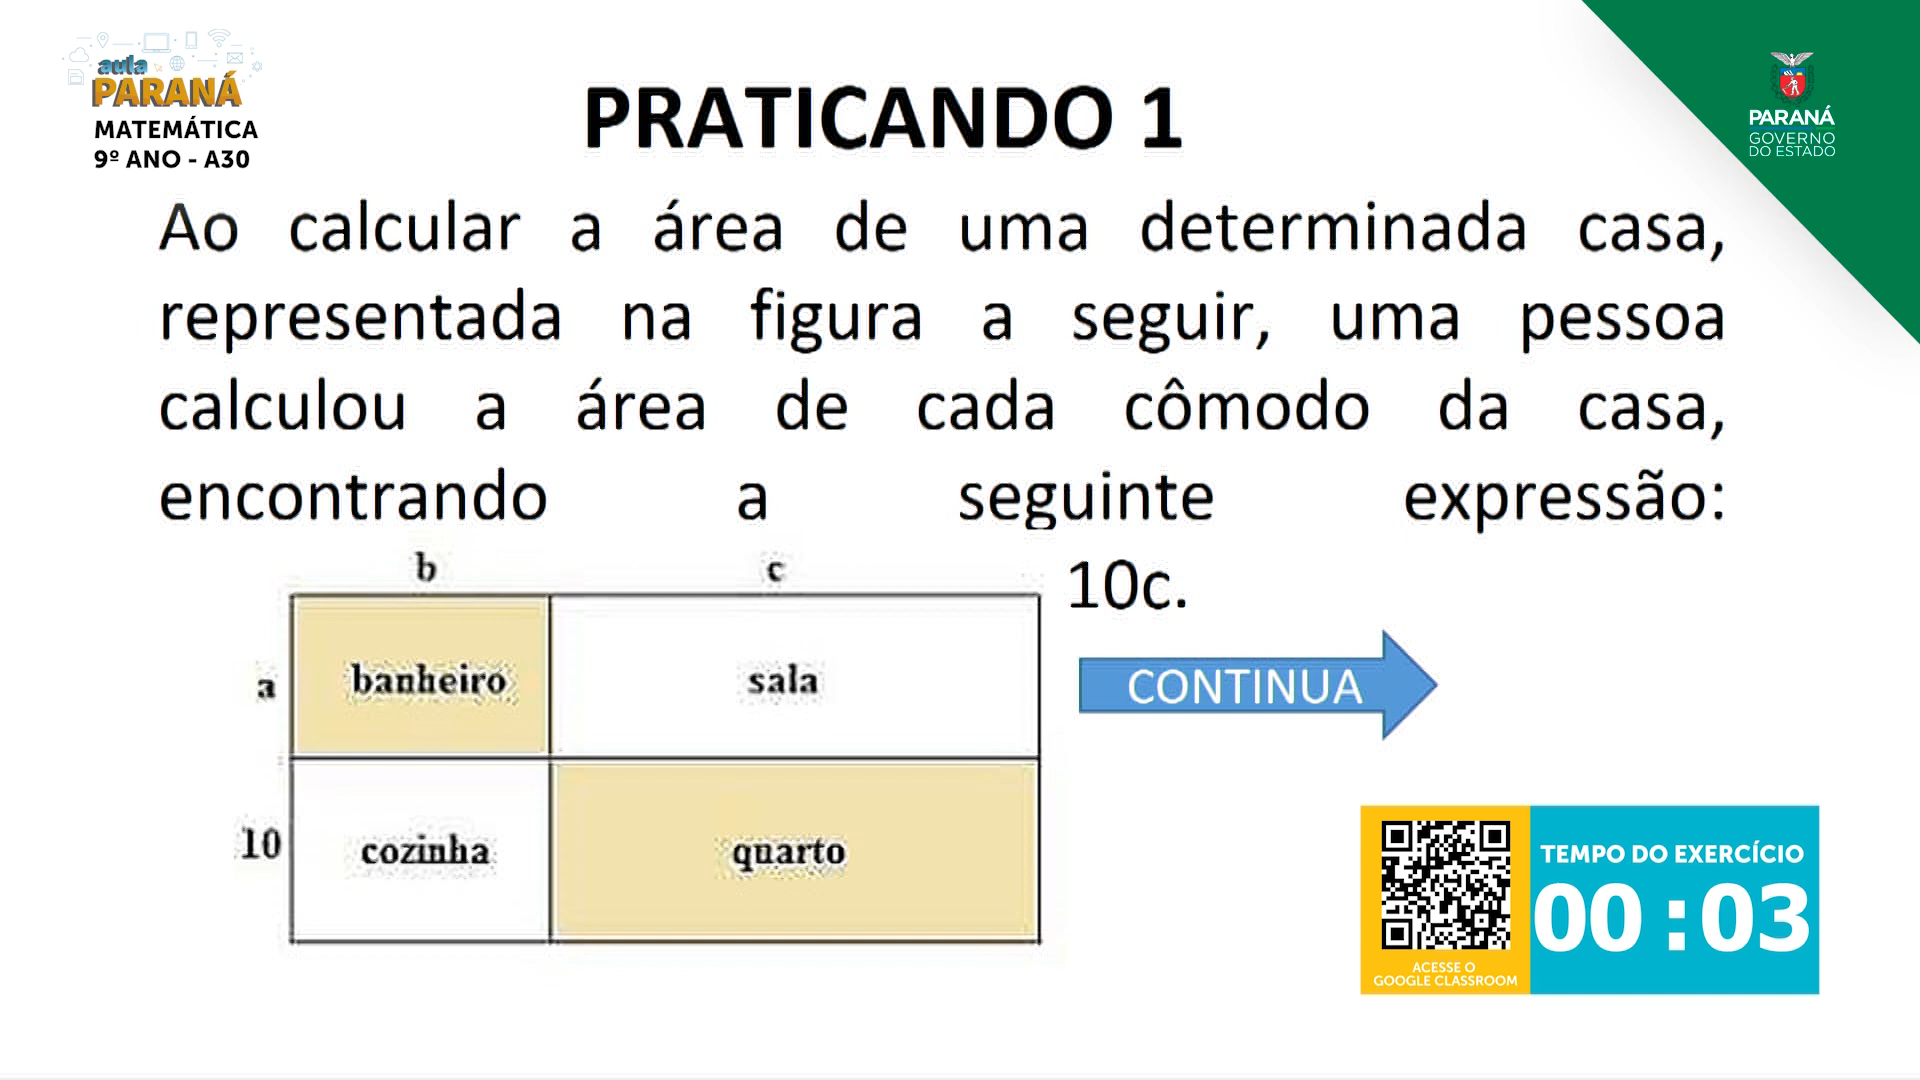 aula
PARANÁ
MATEMÁTICA
9º ANO - A30
PRATICANDO 1
PARANÁ
GOVERNO
DO ESTADO
Ao calcular a área de uma determinada casa,
representada na figura a seguir, uma pessoa
calculou a área de cada cômodo da casa,
encontrando a seguinte expressão:
10c.
b c
a banheiro sala
10 cozinha quarto
CONTINUA
TEMPO DO EXERCÍCIO
00:03
ACESSE O
GOOGLE CLASSROOM